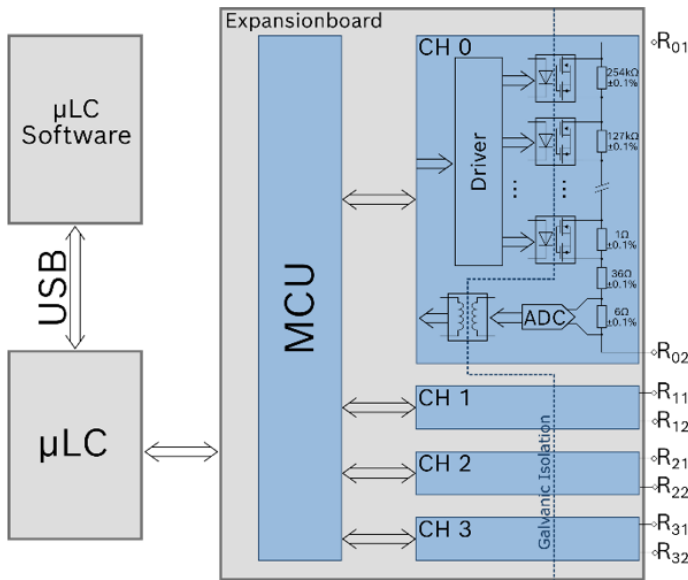 Expansionboard
µLC
Software
USB
µLC
MCU
CH 0
Driver
...
...
254kΩ
±0.1%
127kΩ
±0.1%
1Ω
±0.1%
36Ω
±0.1%
6Ω
±0.1%
ADC
R01
R02
CH 1
R11
R12
CH 2
R21
R22
CH 3
R31
R32
Galvanic Isolation